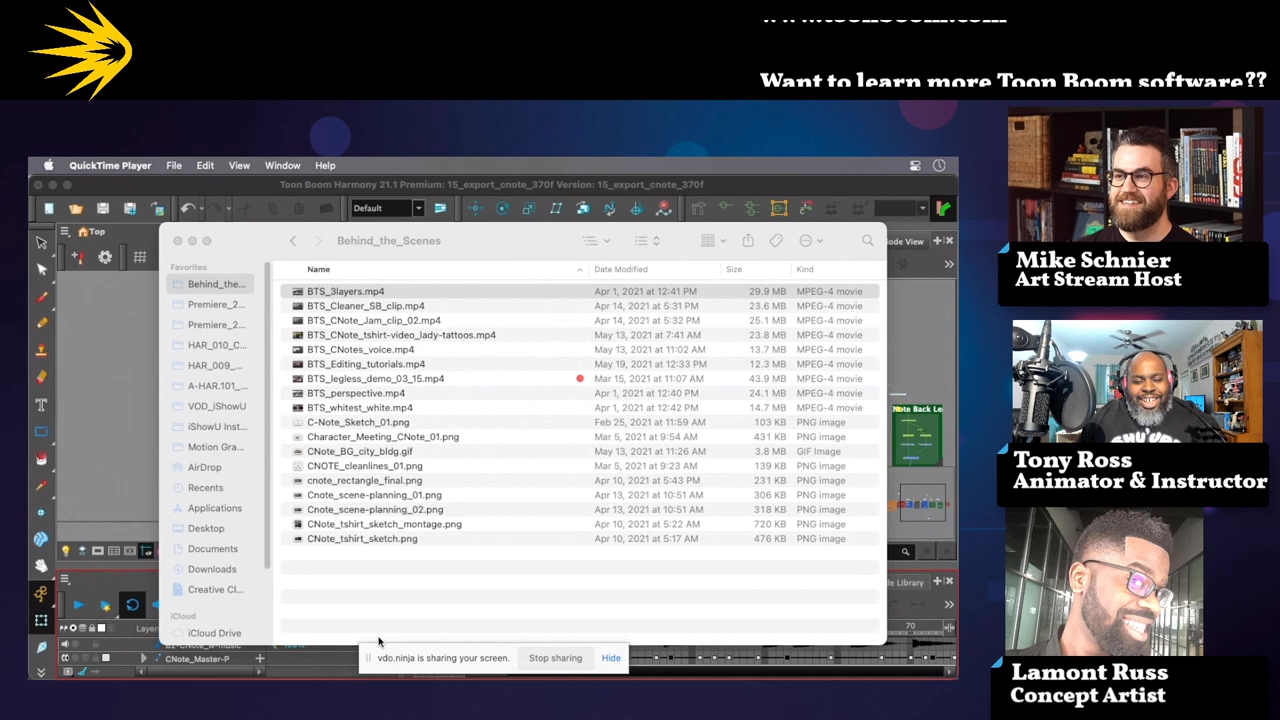 www.toonboom.com
Want to learn more Toon Boom software??
QuickTime Player File Edit View Window Help
Toon Boom Harmony 21.1 Premium: 15_export_cnote_370f Version: 15_export_cnote_370f
Default
Top
Behind_the_Scenes
Node View
Favorites
Name Date Modified Size Kind
Behind_the...
Premiere_2...
Premiere_2...
HAR_010_C...
HAR_009_...
A-HAR.101_...
VOD_iShowU
iShowU Inst...
Motion Gra...
AirDrop
Recents
Applications
Desktop
Documents
Downloads
Creative Cl...
iCloud
iCloud Drive
BTS_3layers.mp4 Apr 1, 2021 at 12:41 PM 29.9 MB MPEG-4 movie
BTS_Cleaner_SB_clip.mp4 Apr 14, 2021 at 5:31 PM 23.6 MB MPEG-4 movie
BTS_CNote_Jam_clip_02.mp4 Apr 14, 2021 at 5:32 PM 25.1 MB MPEG-4 movie
BTS_CNote_tshirt-video_lady-tattoos.mp4 May 13, 2021 at 7:41 AM 23.8 MB MPEG-4 movie
BTS_CNotes_voice.mp4 May 13, 2021 at 11:02 AM 13.7 MB MPEG-4 movie
BTS_Editing_tutorials.mp4 May 19, 2021 at 12:33 PM 12.3 MB MPEG-4 movie
BTS_legless_demo_03_15.mp4 Mar 15, 2021 at 11:07 AM 43.9 MB MPEG-4 movie
BTS_perspective.mp4 Apr 1, 2021 at 12:40 PM 24.1 MB MPEG-4 movie
BTS_whitest_white.mp4 Apr 1, 2021 at 12:42 PM 14.7 MB MPEG-4 movie
C-Note_Sketch_01.png Feb 25, 2021 at 11:59 AM 103 KB PNG image
Character_Meeting_CNote_01.png Mar 5, 2021 at 9:54 AM 431 KB PNG image
CNote_BG_city_bldg.gif May 13, 2021 at 11:26 AM 3.8 MB GIF Image
CNOTE_cleanlines_01.png Mar 5, 2021 at 9:23 AM 139 KB PNG image
cnote_rectangle_final.png Apr 10, 2021 at 5:43 PM 231 KB PNG image
Cnote_scene-planning_01.png Apr 13, 2021 at 10:51 AM 306 KB PNG image
Cnote_scene-planning_02.png Apr 13, 2021 at 10:51 AM 318 KB PNG image
CNote_tshirt_sketch_montage.png Apr 10, 2021 at 5:22 AM 720 KB PNG image
CNote_tshirt_sketch.png Apr 10, 2021 at 5:17 AM 476 KB PNG image
Note Back Le
de Library
Layer
70
CNote_Master-P
vdo.ninja is sharing your screen. Stop sharing Hide
Mike Schnier
Art Stream Host
Tony Ross
Animator & Instructor
Lamont Russ
Concept Artist